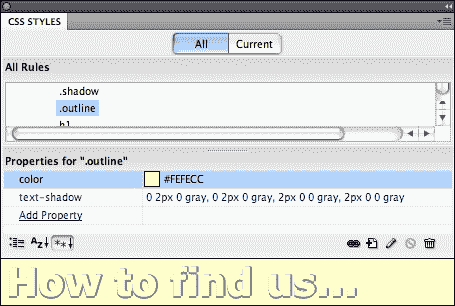 CSS STYLES
All Current
All Rules
.shadow
.outline
h1
Properties for ".outline"
color #FEFECC
text-shadow 0 2px 0 gray, 0 2px 0 gray, 2px 0 0 gray, 2px 0 0 gray
Add Property
Az↓ **↓
How to find us...